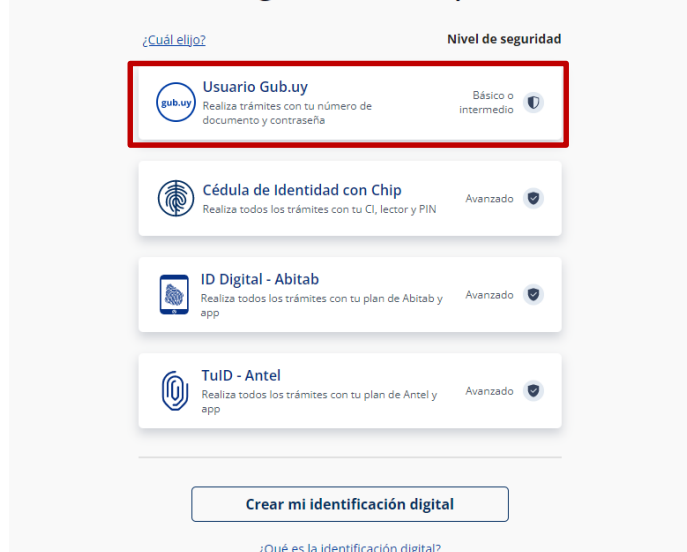 ¿Cuál elijo?
Nivel de seguridad
gub.uy
Usuario Gub.uy
Realiza trámites con tu número de
documento y contraseña
Básico o
intermedio
Cédula de Identidad con Chip
Realiza todos los trámites con tu CI, lector y PIN
Avanzado
ID Digital - Abitab
Realiza todos los trámites con tu plan de Abitab y
app
Avanzado
TuID - Antel
Realiza todos los trámites con tu plan de Antel y
app
Avanzado
Crear mi identificación digital
¿Qué es la identificación digital?